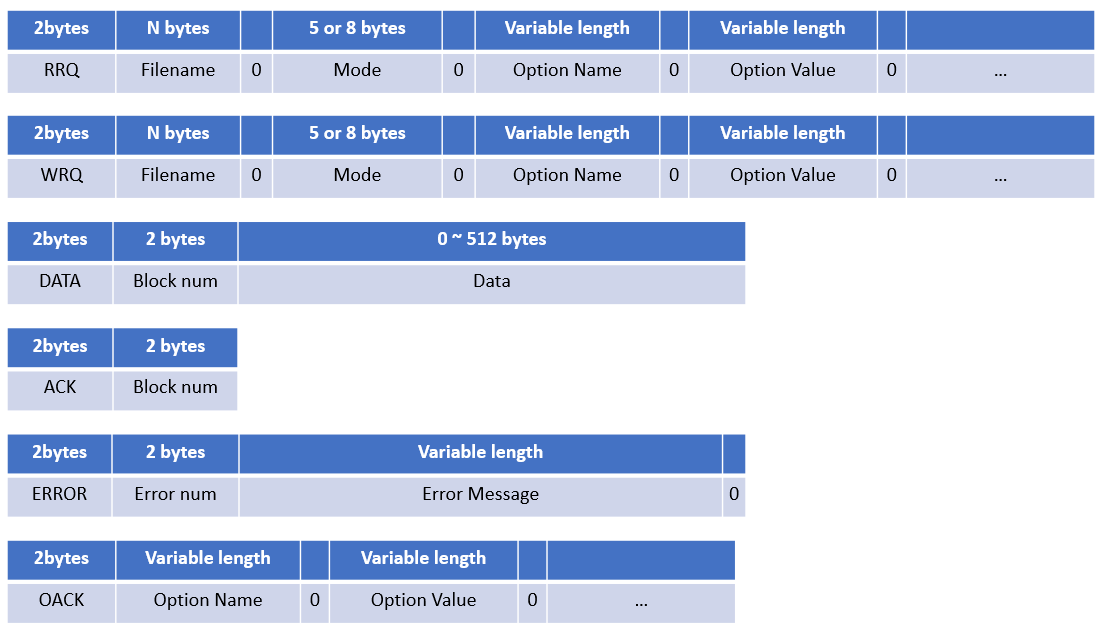 2bytes N bytes 5 or 8 bytes Variable length Variable length
RRQ Filename 0 Mode 0 Option Name 0 Option Value 0 ...
2bytes N bytes 5 or 8 bytes Variable length Variable length
WRQ Filename 0 Mode 0 Option Name 0 Option Value 0 ...
2bytes 2 bytes 0 ~ 512 bytes
DATA Block num Data
2bytes 2 bytes
ACK Block num
2bytes 2 bytes Variable length
ERROR Error num Error Message 0
2bytes Variable length Variable length
OACK Option Name 0 Option Value 0 ...